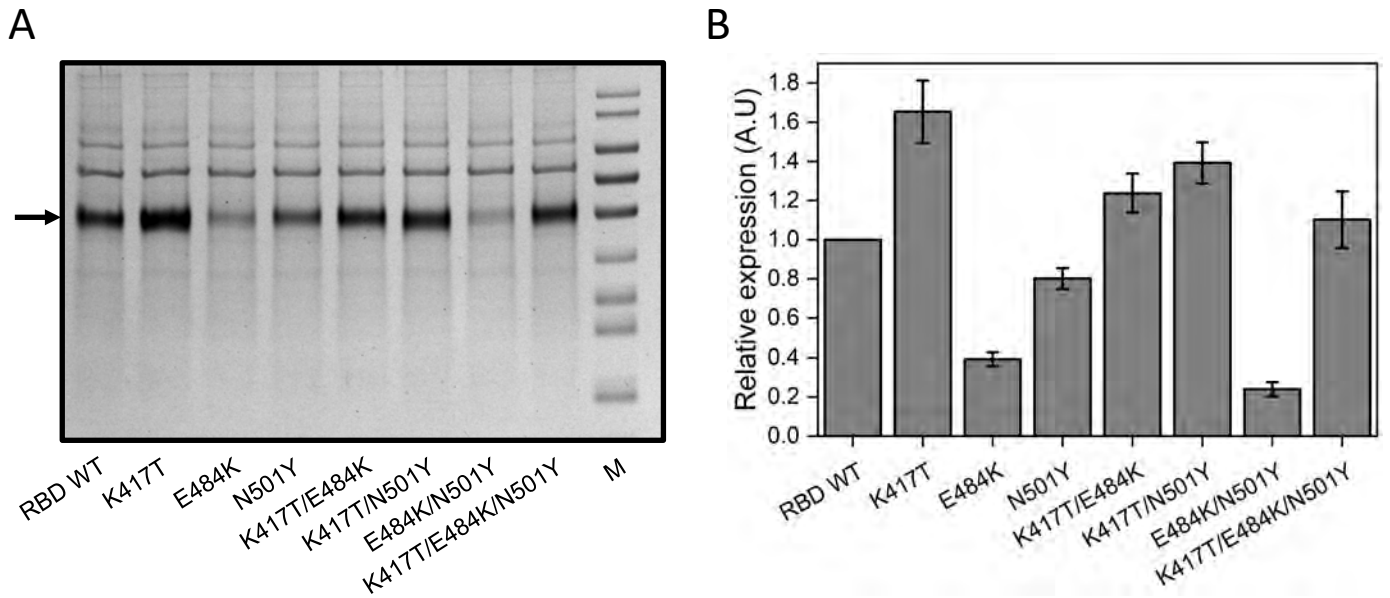 A
RBD WT
K417T
E484K
N501Y
K417T/E484K
K417T/N501Y
E484K/N501Y
K417T/E484K/N501Y
M
B
Relative expression (A.U)
1.8
1.6
1.4
1.2
1.0
0.8
0.6
0.4
0.2
0.0
RBD WT
K417T
E484K
N501Y
K417T/E484K
K417T/N501Y
E484K/N501Y
K417T/E484K/N501Y